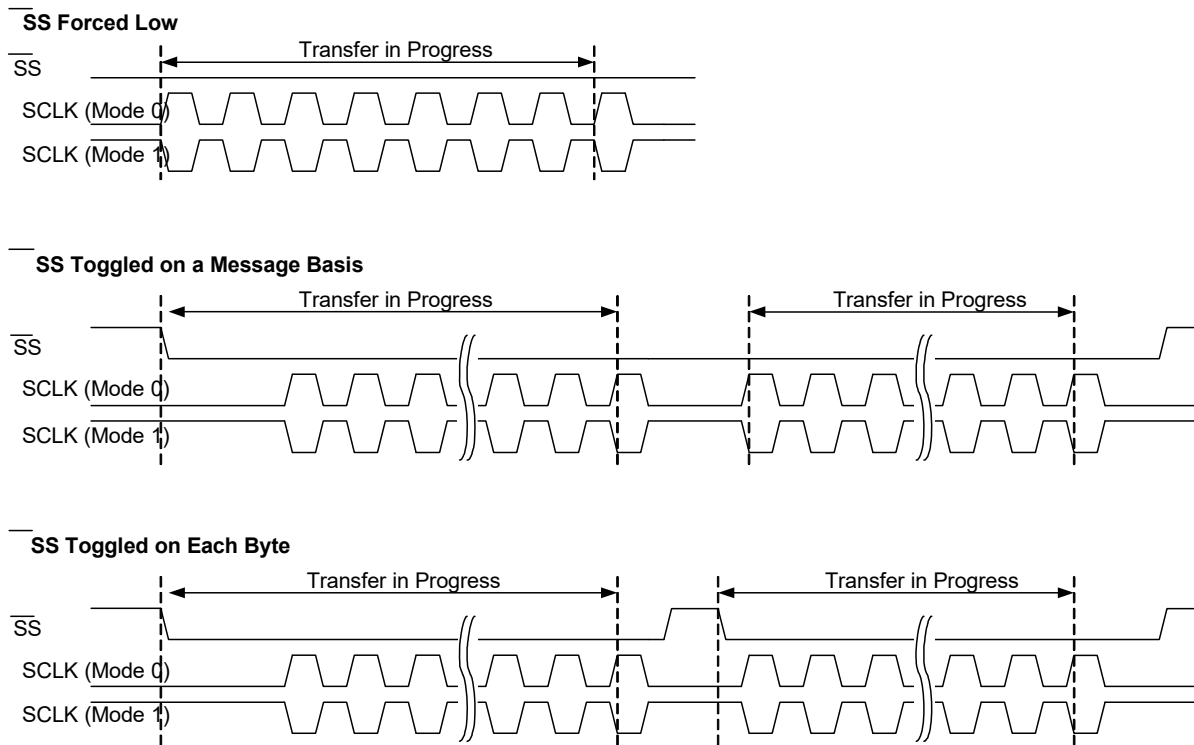 SS Forced Low
Transfer in Progress
SS
SCLK (Mode 0)
SCLK (Mode 1)
SS Toggled on a Message Basis
Transfer in Progress Transfer in Progress
SS
SCLK (Mode 0)
SCLK (Mode 1)
SS Toggled on Each Byte
Transfer in Progress Transfer in Progress
SS
SCLK (Mode 0)
SCLK (Mode 1)